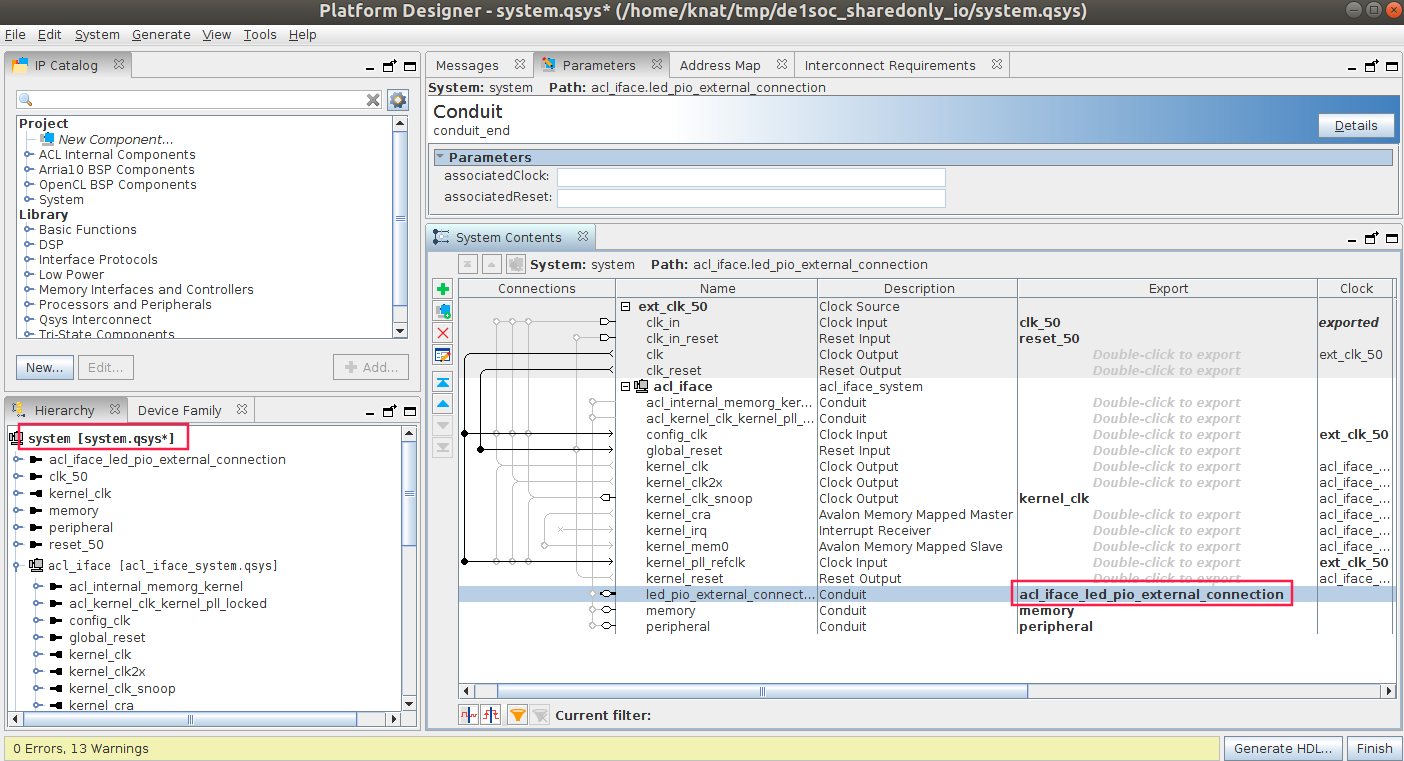 Platform Designer - system.qsys* (/home/knat/tmp/de1soc_sharedonly_io/system.qsys)
File Edit System Generate View Tools Help
IP Catalog
Project
New Component...
ACL Internal Components
Arria10 BSP Components
OpenCL BSP Components
System
Library
Basic Functions
DSP
Interface Protocols
Low Power
Memory Interfaces and Controllers
Processors and Peripherals
Qsys Interconnect
Tri-State Components
New... Edit... Add...
Hierarchy Device Family
system [system.qsys*]
acl_iface_led_pio_external_connection
clk_50
kernel_clk
memory
peripheral
reset_50
acl_iface [acl_iface_system.qsys]
acl_internal_memorg_kernel
acl_kernel_clk_kernel_pll_locked
config_clk
global_reset
kernel_clk
kernel_clk2x
kernel_clk_snoop
kernel_cra
Messages Parameters Address Map Interconnect Requirements
System: system Path: acl_iface.led_pio_external_connection
Conduit
conduit_end
Details
Parameters
associatedClock:
associatedReset:
System Contents
System: system Path: acl_iface.led_pio_external_connection
Connections Name Description Export Clock
ext_clk_50 Clock Source
clk_in Clock Input clk_50 exported
clk_in_reset Reset Input reset_50
clk Clock Output Double-click to export ext_clk_50
clk_reset Reset Output Double-click to export
acl_iface acl_iface_system
acl_internal_memorg_ker... Conduit Double-click to export
acl_kernel_clk_kernel_pll_... Conduit Double-click to export
config_clk Clock Input Double-click to export ext_clk_50
global_reset Reset Input Double-click to export
kernel_clk Clock Output Double-click to export acl_iface_...
kernel_clk2x Clock Output Double-click to export acl_iface_...
kernel_clk_snoop Clock Output kernel_clk acl_iface_...
kernel_cra Avalon Memory Mapped Master Double-click to export acl_iface_...
kernel_irq Interrupt Receiver Double-click to export acl_iface_...
kernel_mem0 Avalon Memory Mapped Slave Double-click to export acl_iface_...
kernel_pll_refclk Clock Input Double-click to export ext_clk_50
kernel_reset Reset Output Double-click to export acl_iface_...
led_pio_external_connect... Conduit acl_iface_led_pio_external_connection
memory Conduit memory
peripheral Conduit peripheral
Current filter:
0 Errors, 13 Warnings
Generate HDL... Finish